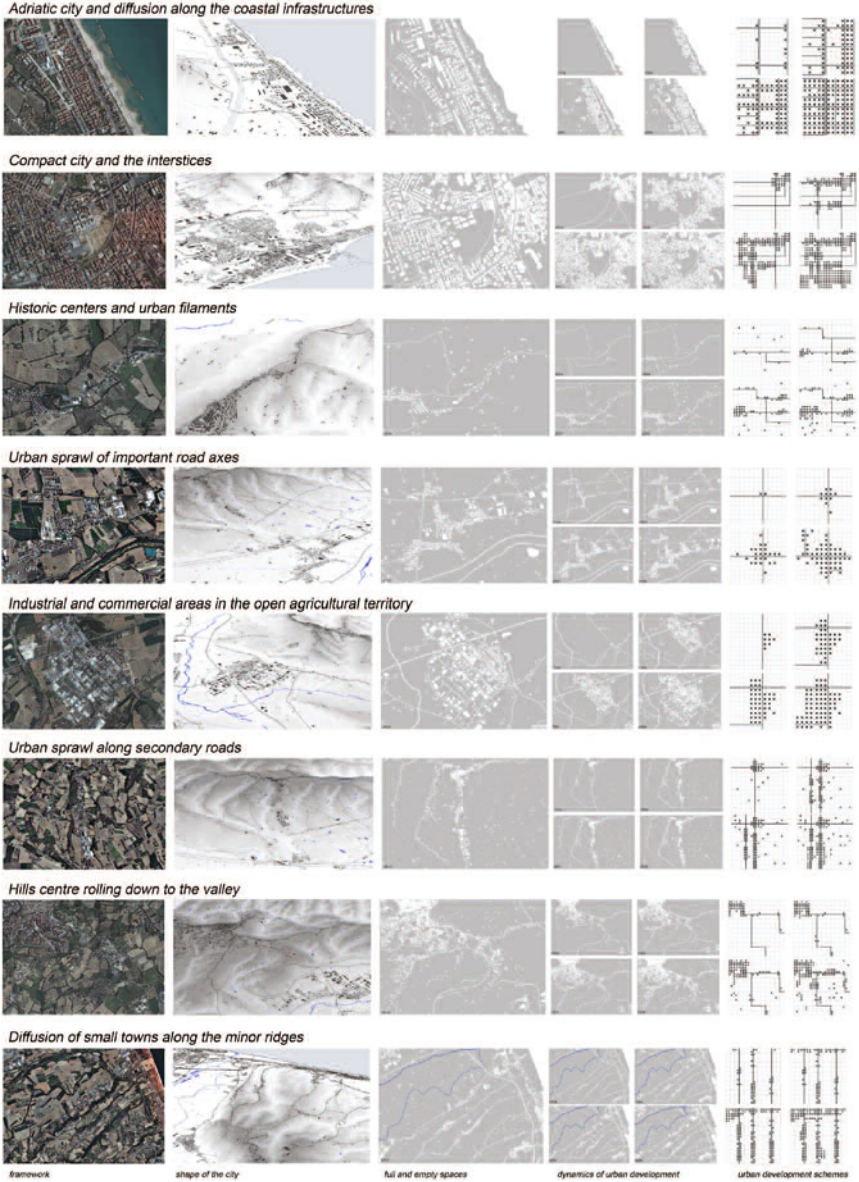 Adriatic city and diffusion along the coastal infrastructures
Compact city and the interstices
Historic centers and urban filaments
Urban sprawl of important road axes
Industrial and commercial areas in the open agricultural territory
Urban sprawl along secondary roads
Hills centre rolling down to the valley
Diffusion of small towns along the minor ridges
framework
shape of the city
full and empty spaces
dynamics of urban development
urban development schemes